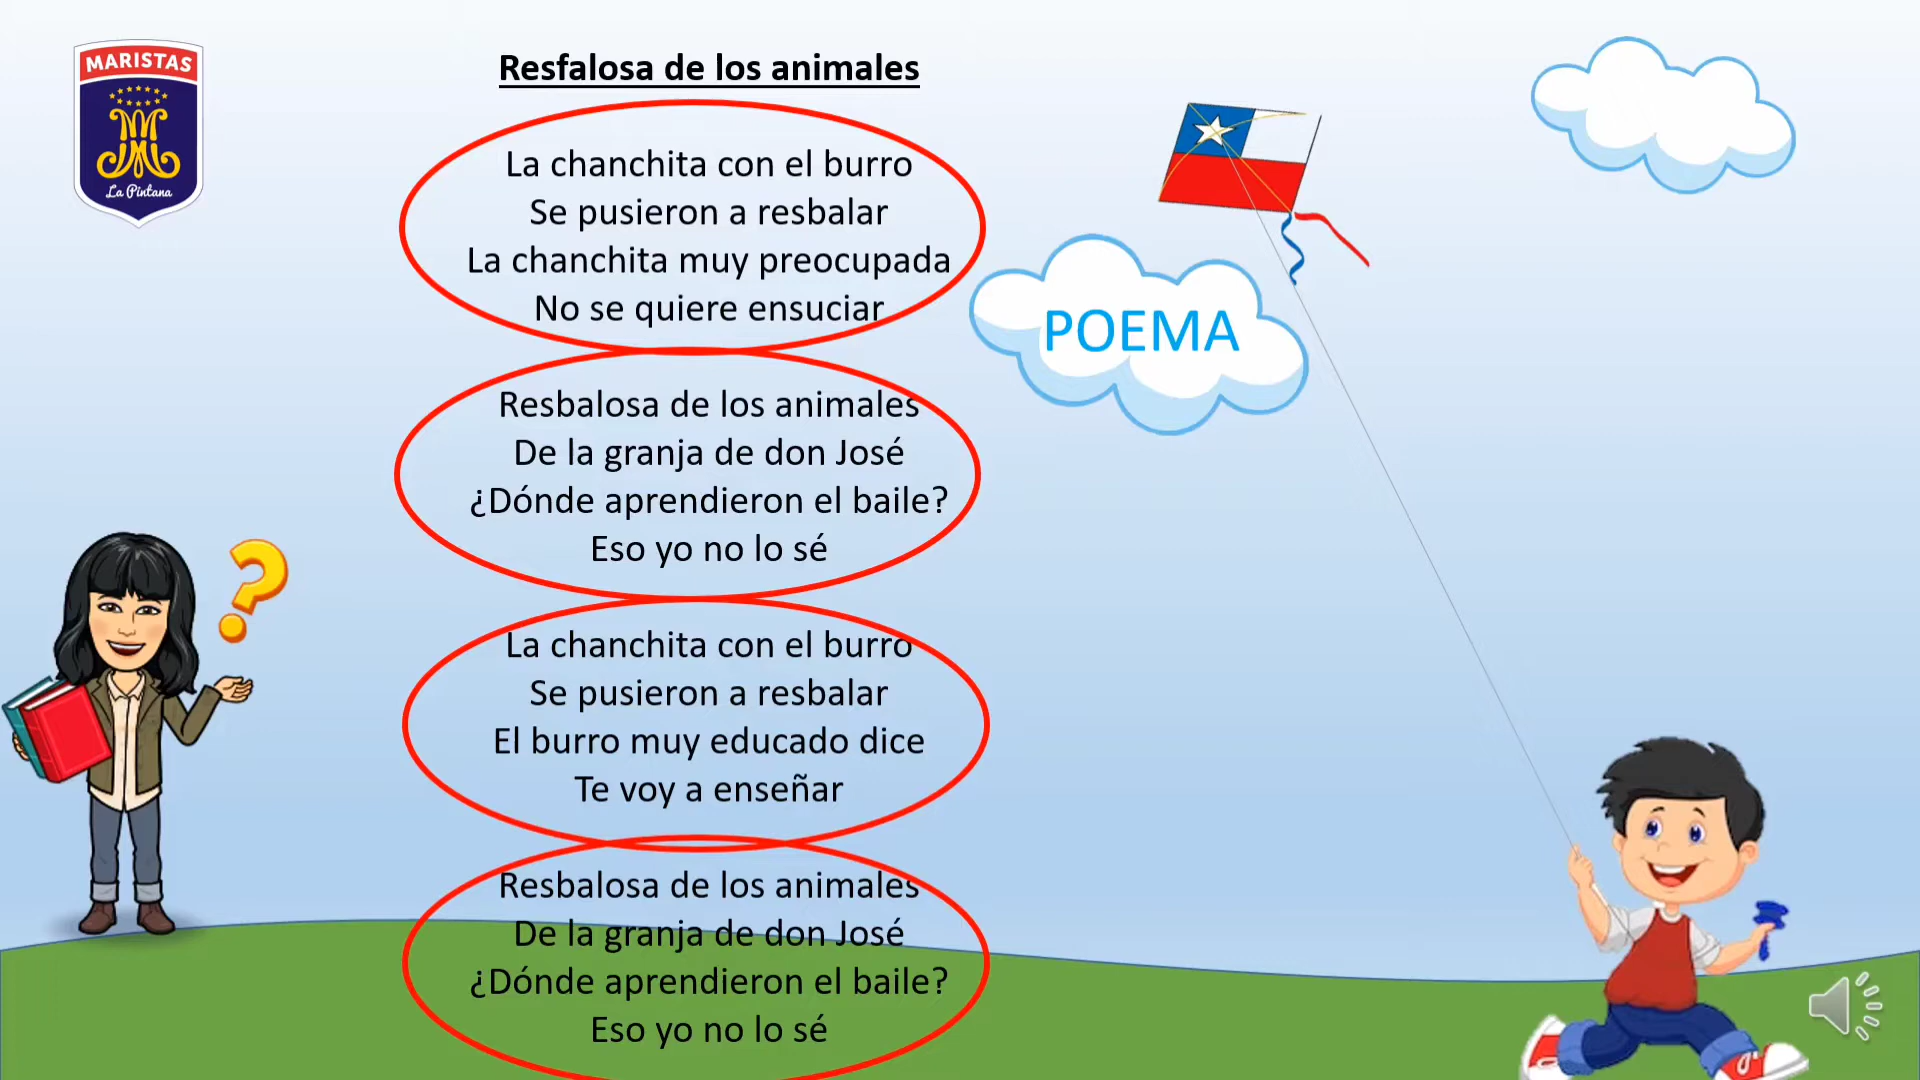 MARISTAS
La Pintana
Resfalosa de los animales
La chanchita con el burro
Se pusieron a resbalar
La chanchita muy preocupada
No se quiere ensuciar
Resbalosa de los animales
De la granja de don José
¿Dónde aprendieron el baile?
Eso yo no lo sé
La chanchita con el burro
Se pusieron a resbalar
El burro muy educado dice
Te voy a enseñar
Resbalosa de los animales
De la granja de don José
¿Dónde aprendieron el baile?
Eso yo no lo sé
POEMA